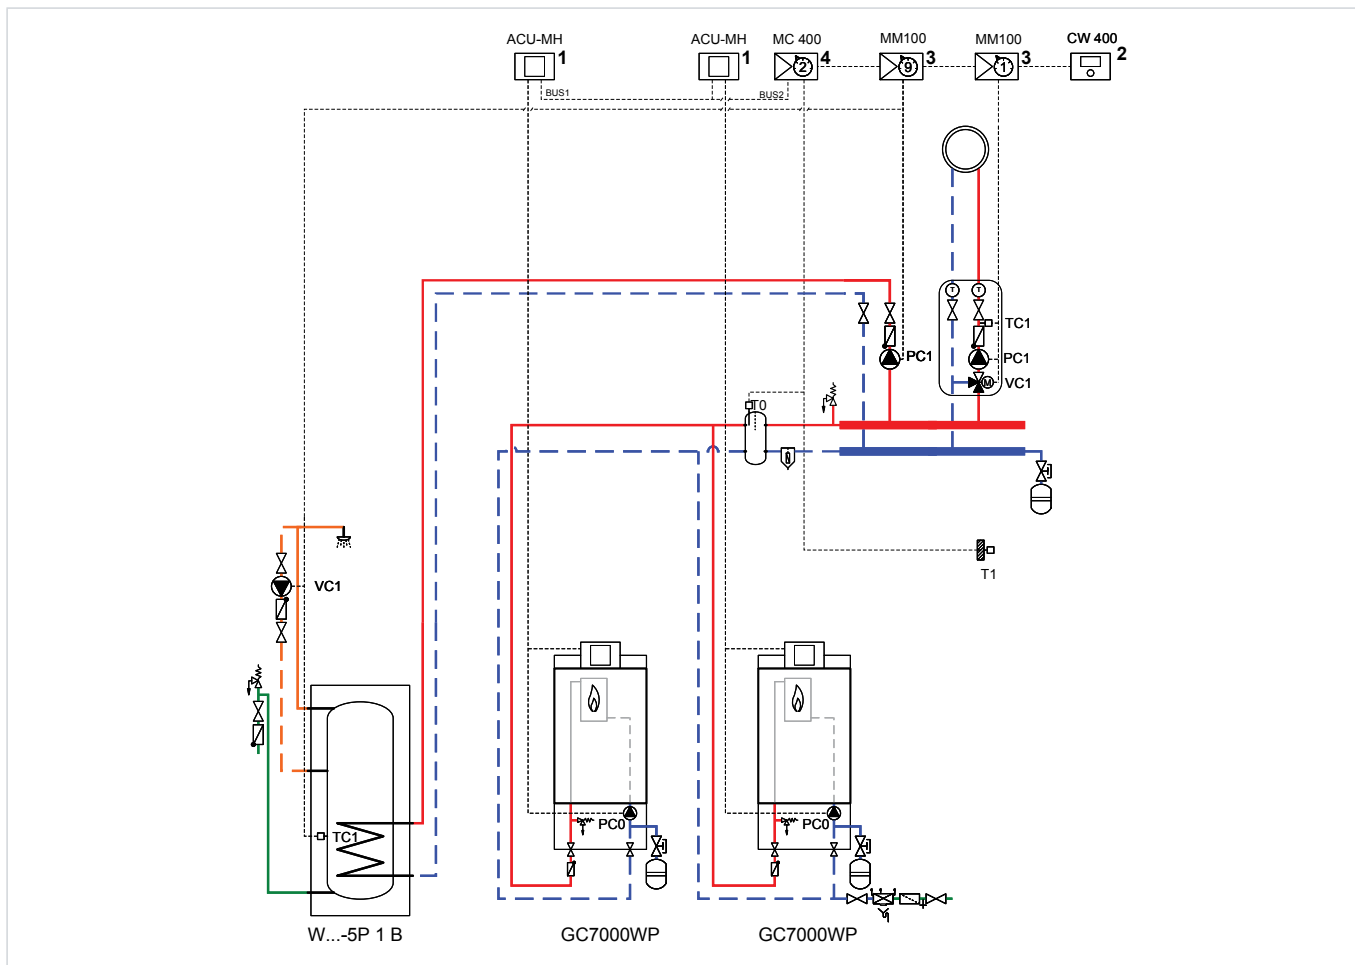 ACU-MH 1
ACU-MH 1
MC 400 4
MM100 3
MM100 3
CW 400 2
2
9
1
BUS1
BUS2
T
T
TC1
PC1
PC1
VC1
M
T0
T1
VC1
TC1
PC0
PC0
W...-5P 1 B
GC7000WP
GC7000WP